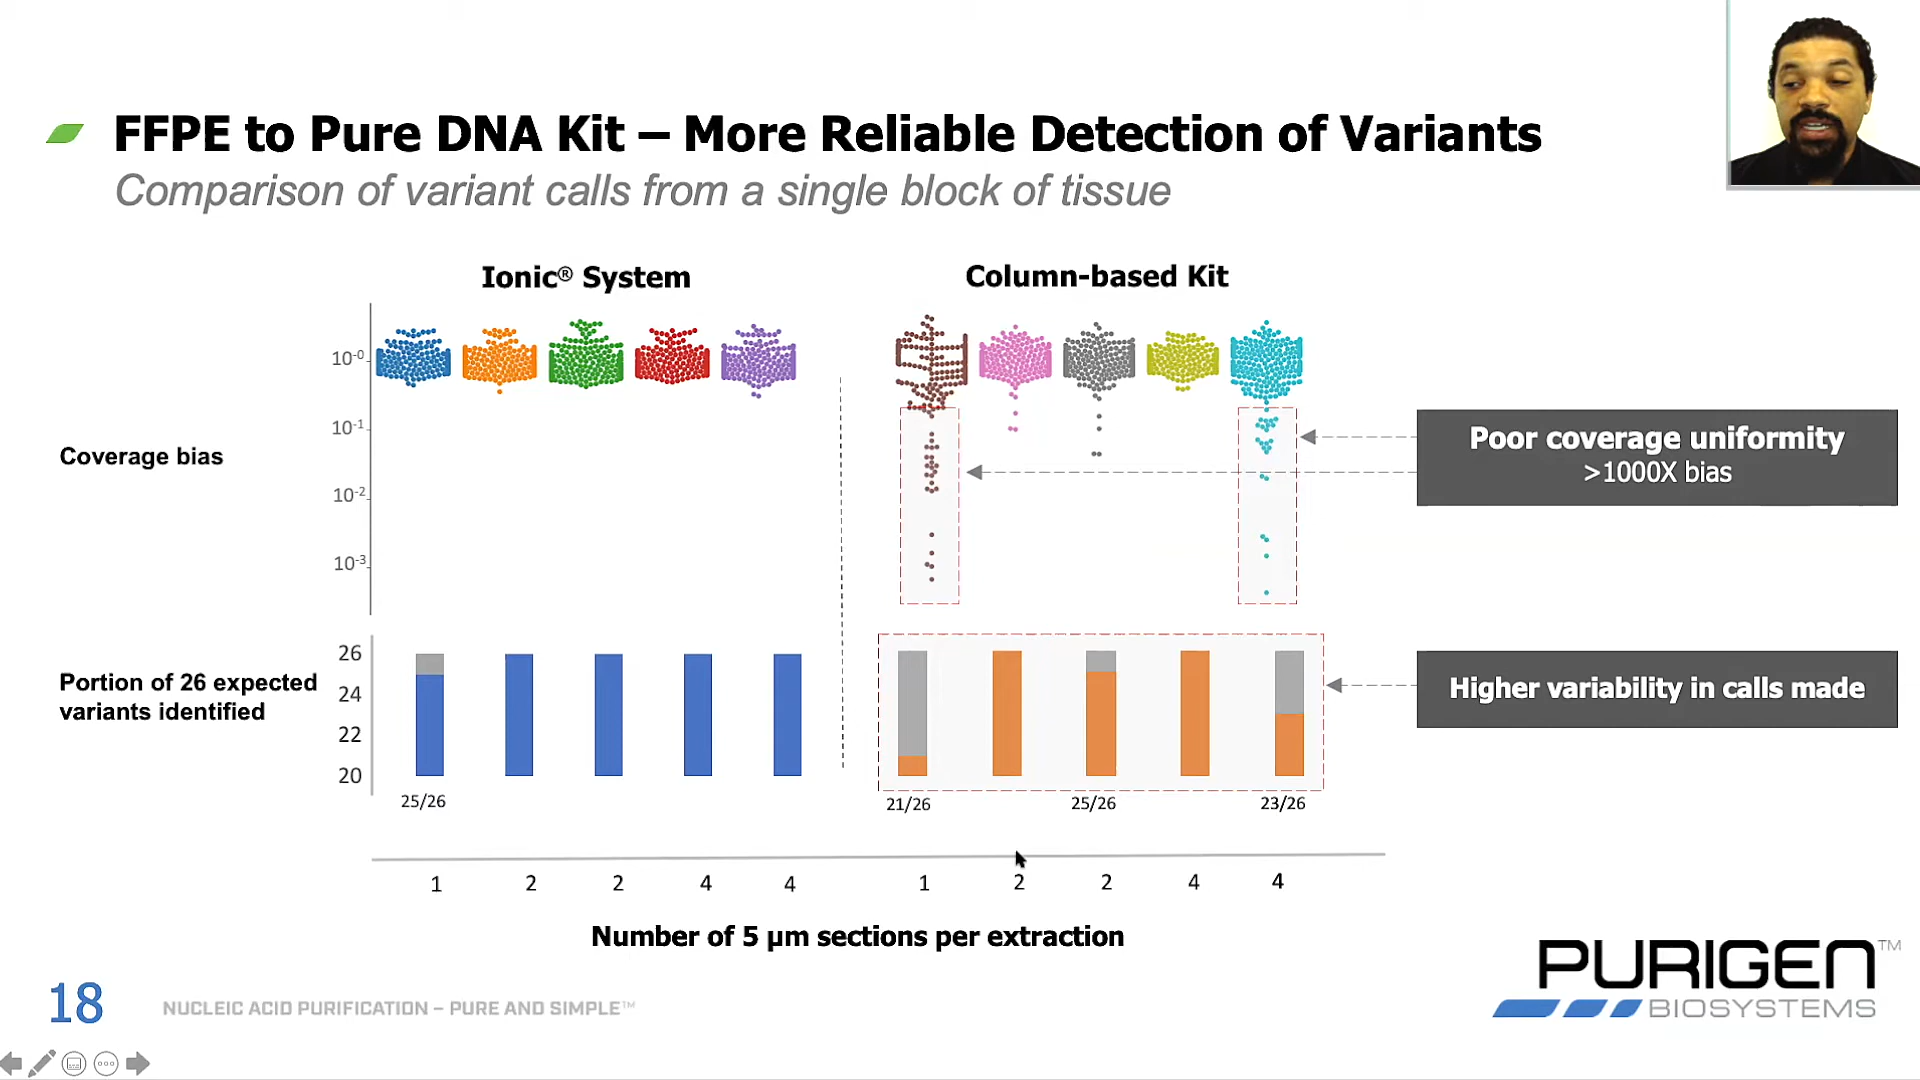 FFPE to Pure DNA Kit – More Reliable Detection of Variants
Comparison of variant calls from a single block of tissue
Ionic® System
Column-based Kit
10-0
10-1
10-2
10-3
Coverage bias
Poor coverage uniformity
>1000X bias
26
24
22
20
Portion of 26 expected
variants identified
Higher variability in calls made
25/26
21/26
25/26
23/26
1 2 2 4 4 1 2 2 4 4
Number of 5 µm sections per extraction
18
NUCLEIC ACID PURIFICATION – PURE AND SIMPLE™
PURIGEN™
BIOSYSTEMS